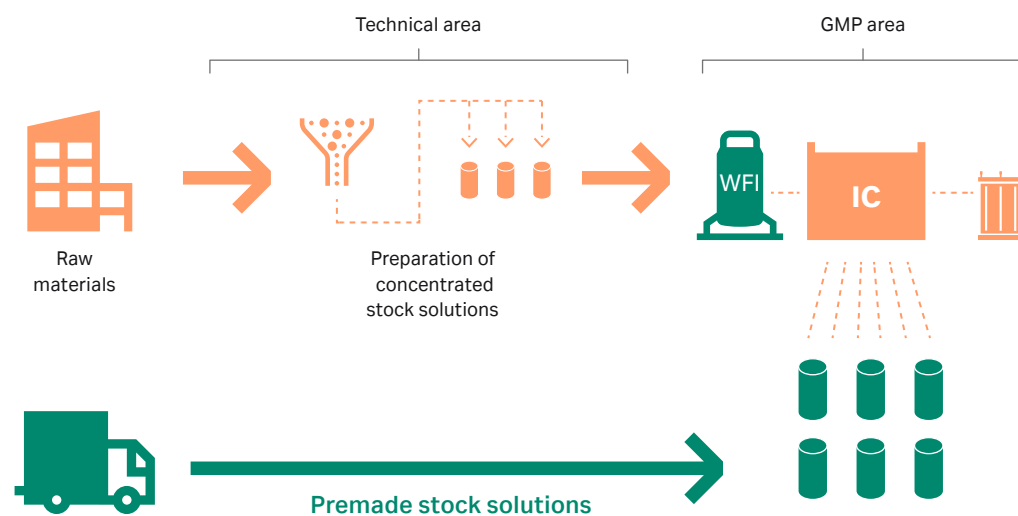 Technical area
GMP area
WFI
IC
Raw
materials
Preparation of
concentrated
stock solutions
Premade stock solutions